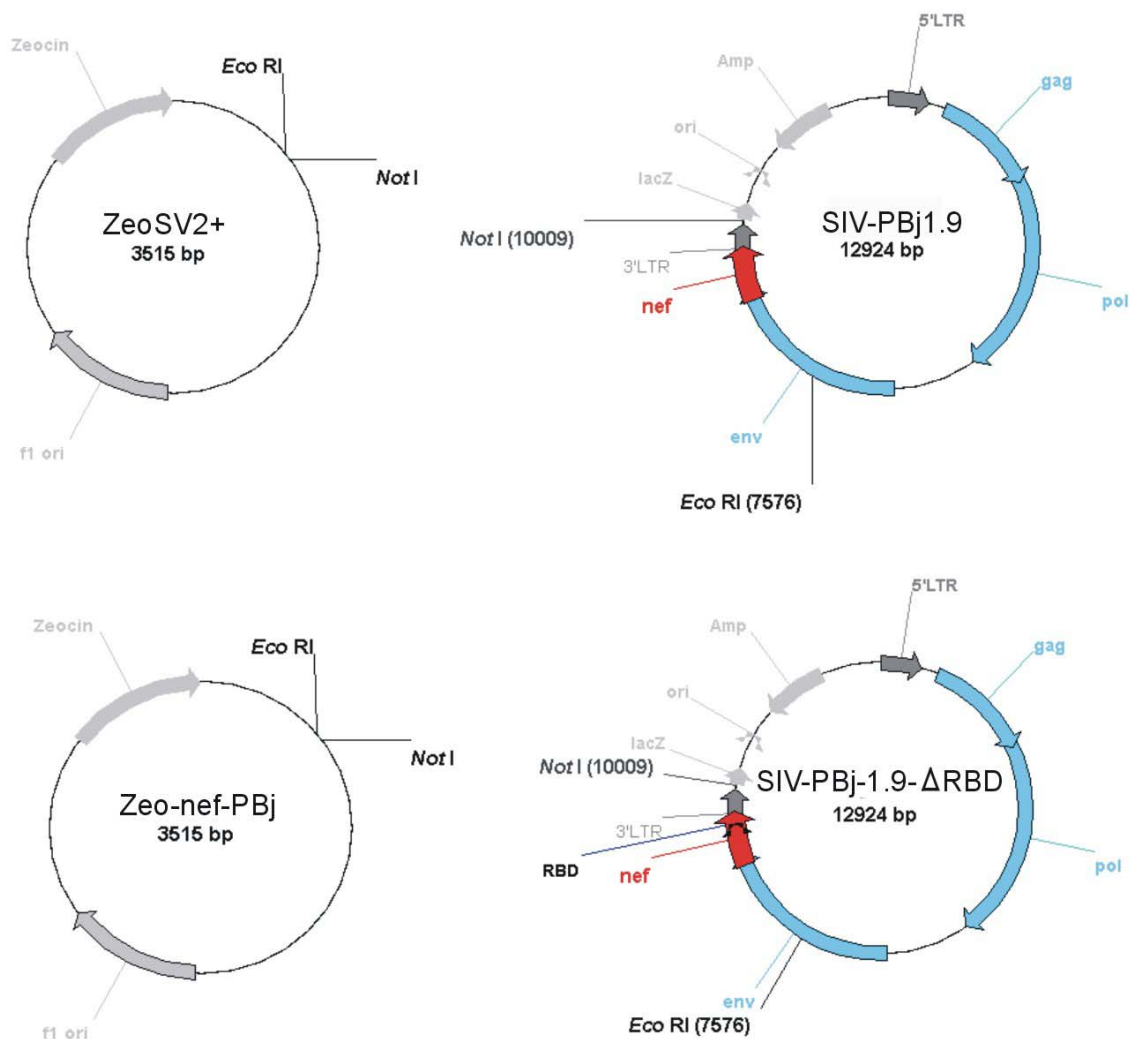 Zeocin
Eco RI
Not I
ZeoSV2+
3515 bp
f1 ori
5'LTR
Amp
gag
ori
lacZ
Not I (10009)
SIV-PBj1.9
12924 bp
3'LTR
nef
pol
env
Eco RI (7576)
Zeocin
Eco RI
Not I
Zeo-nef-PBj
3515 bp
f1 ori
5'LTR
Amp
gag
ori
lacZ
Not I (10009)
SIV-PBj-1.9-ΔRBD
12924 bp
3'LTR
RBD
nef
pol
env
Eco RI (7576)